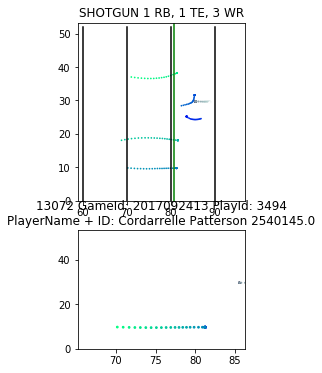 SHOTGUN 1 RB, 1 TE, 3 WR
50
40
30
20
10
0
60 70 80 90
13072 GameId: 2017092413 PlayId: 3494
PlayerName + ID: Cordarrelle Patterson 2540145.0
40
20
0
70 75 80 85